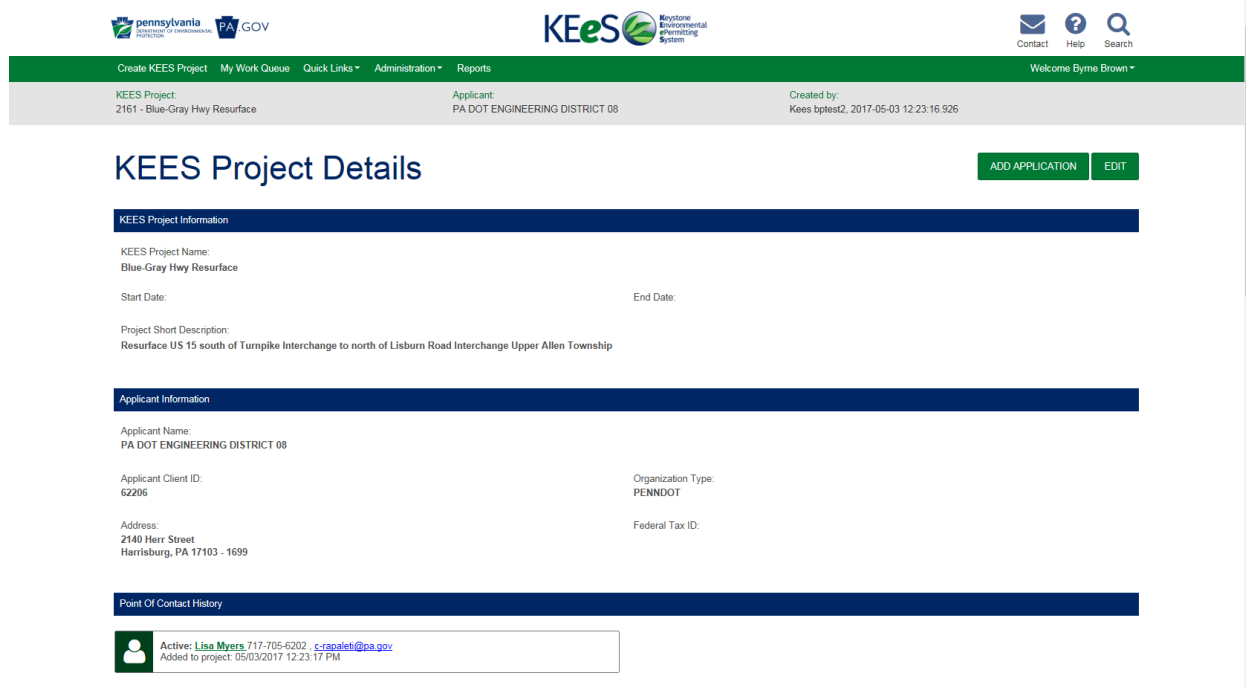 pennsylvania
DEPARTMENT OF ENVIRONMENTAL
PROTECTION
PA .GOV
KEeS
Keystone
Environmental
ePermitting
System
Contact Help Search
Create KEES Project My Work Queue Quick Links Administration Reports Welcome Byrne Brown
KEES Project: Applicant: Created by:
2161 - Blue-Gray Hwy Resurface PA DOT ENGINEERING DISTRICT 08 Kees bptest2, 2017-05-03 12:23:16.926
KEES Project Details
ADD APPLICATION EDIT
KEES Project Information
KEES Project Name:
Blue-Gray Hwy Resurface
Start Date: End Date:
Project Short Description:
Resurface US 15 south of Turnpike Interchange to north of Lisburn Road Interchange Upper Allen Township
Applicant Information
Applicant Name:
PA DOT ENGINEERING DISTRICT 08
Applicant Client ID: Organization Type:
62206 PENNDOT
Address: Federal Tax ID:
2140 Herr Street
Harrisburg, PA 17103 - 1699
Point Of Contact History
Active: Lisa Myers 717-705-6202 , c-rapaleti@pa.gov
Added to project: 05/03/2017 12:23:17 PM